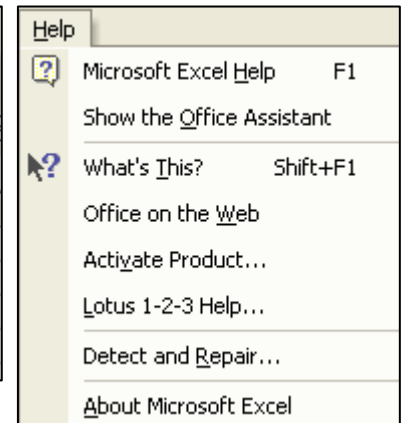 Help
Microsoft Excel Help F1
Show the Office Assistant
What's This? Shift+F1
Office on the Web
Activate Product...
Lotus 1-2-3 Help...
Detect and Repair...
About Microsoft Excel